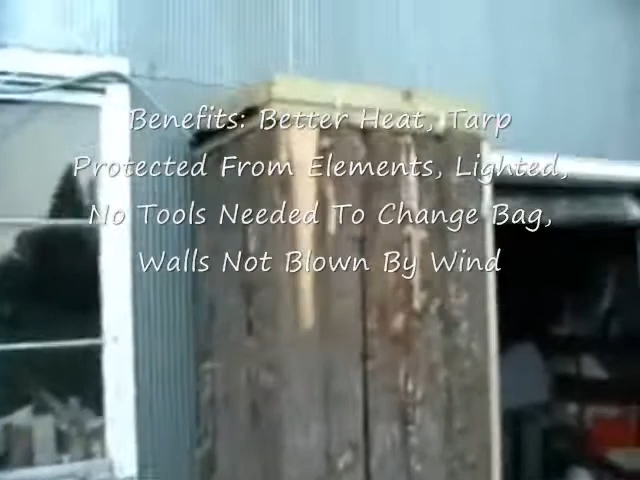 Benefits: Better Heat, Tarp
Protected From Elements, Lighted,
No Tools Needed To Change Bag,
Walls Not Blown By Wind